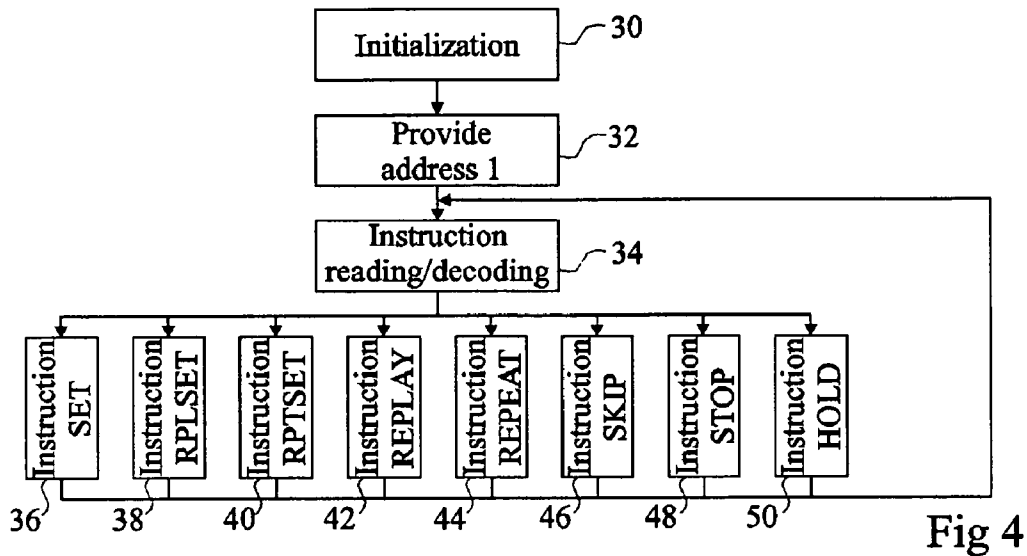 Initialization
30
Provide
address 1
32
Instruction
reading/decoding
34
Instruction
SET
Instruction
RPLSET
Instruction
RPTSET
Instruction
REPLAY
Instruction
REPEAT
Instruction
SKIP
Instruction
STOP
Instruction
HOLD
36
38
40
42
44
46
48
50
Fig 4